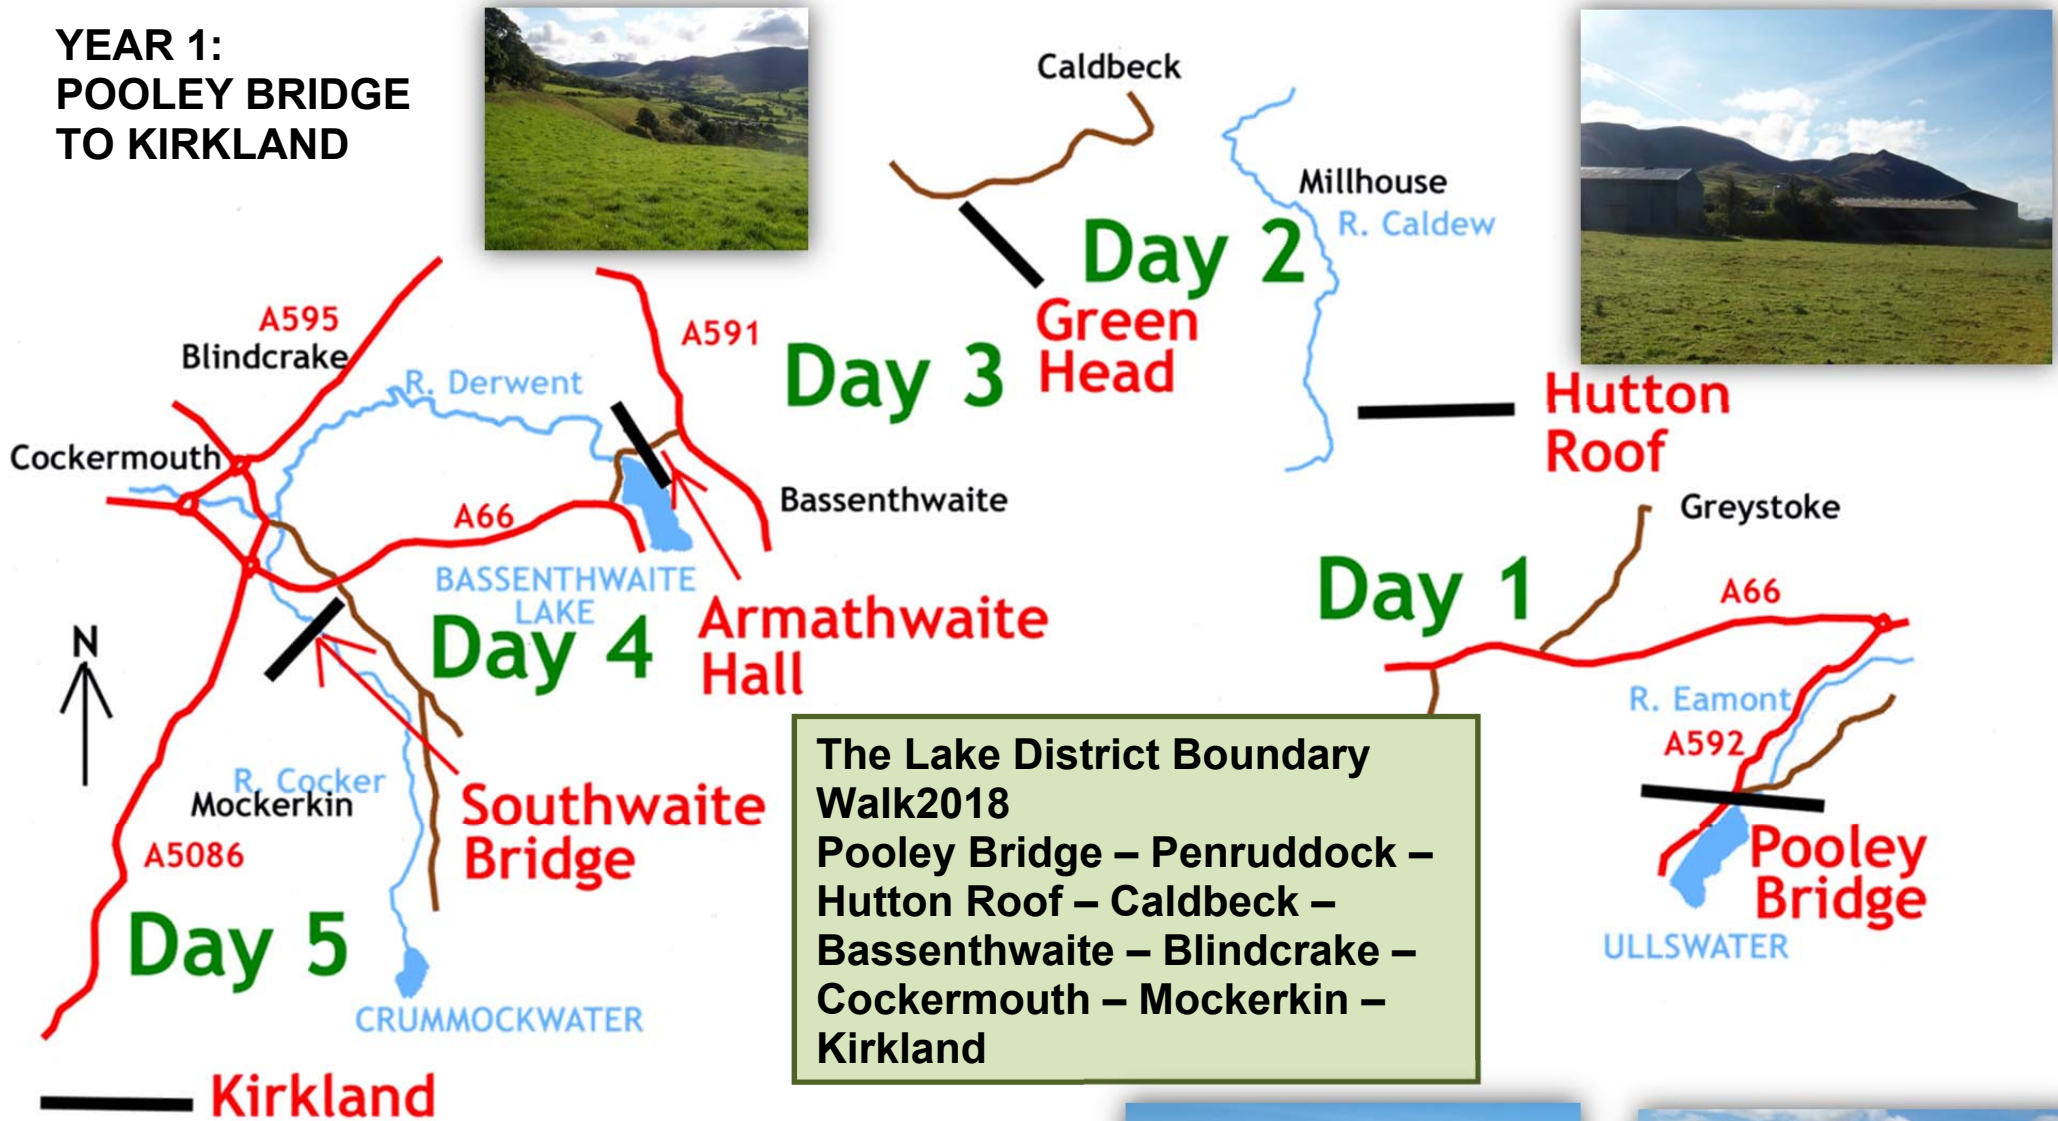 YEAR 1:
POOLEY BRIDGE
TO KIRKLAND
Caldbeck
Millhouse
R. Caldew
Day 2
Green
Head
A595
Blindcrake
A591
Day 3
R. Derwent
Hutton
Roof
Cockermouth
Bassenthwaite
A66
Greystoke
BASSENTHWAITE
LAKE
Day 4
Armathwaite
Hall
Day 1
A66
N
R. Eamont
A592
R. Cocker
Mockerkin
Southwaite
Bridge
A5086
Pooley
Bridge
ULLSWATER
Day 5
CRUMMOCKWATER
The Lake District Boundary
Walk2018
Pooley Bridge – Penruddock –
Hutton Roof – Caldbeck –
Bassenthwaite – Blindcrake –
Cockermouth – Mockerkin –
Kirkland
Kirkland